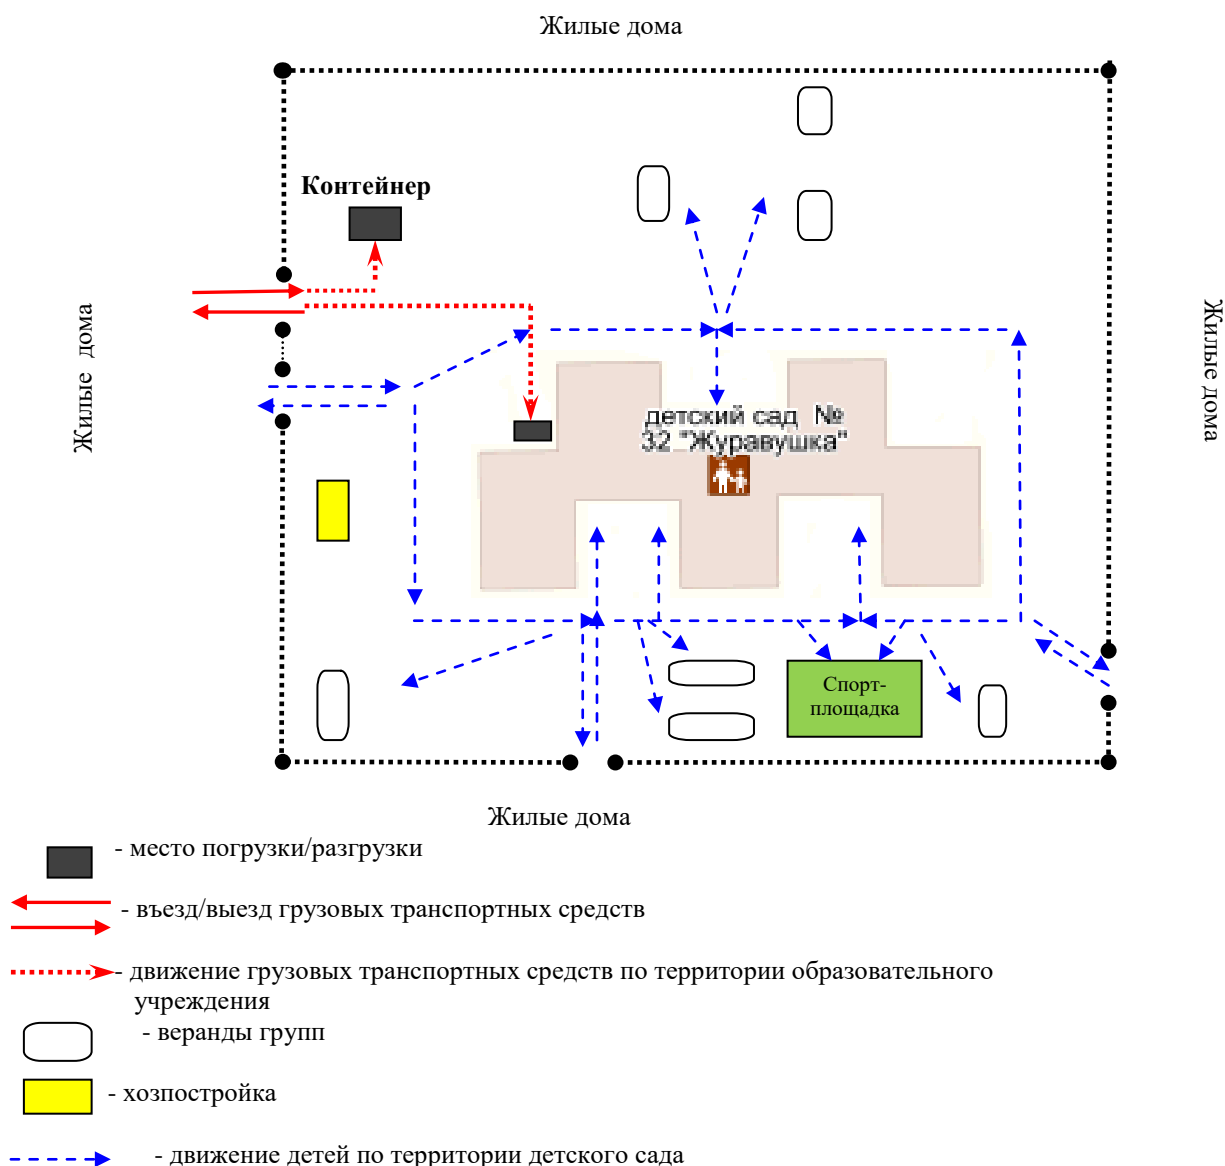 Жилые дома
Контейнер
Жилые дома
Жилые дома
детский сад №
32 "Журавушка"
Спорт-
площадка
Жилые дома
- место погрузки/разгрузки
- въезд/выезд грузовых транспортных средств
- движение грузовых транспортных средств по территории образовательного
учреждения
- веранды групп
- хозпостройка
- движение детей по территории детского сада